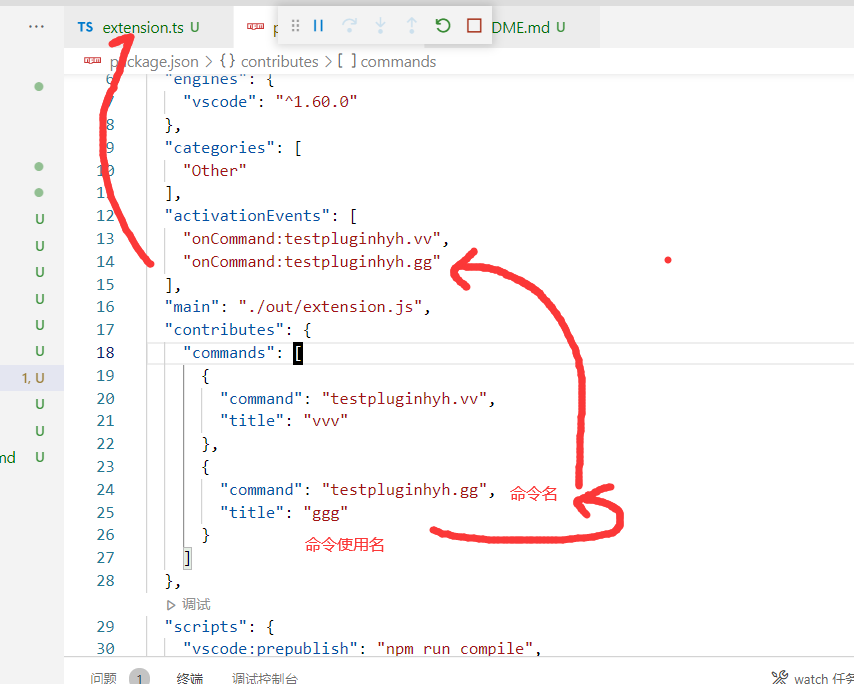 ··· TS extension.ts U p DME.md U
package.json > {} contributes > [ ] commands
6 "engines": {
7 "vscode": "^1.60.0"
8 },
9 "categories": [
10 "Other"
11 ],
12 "activationEvents": [
13 "onCommand:testpluginhyh.vv",
14 "onCommand:testpluginhyh.gg"
15 ],
16 "main": "./out/extension.js",
17 "contributes": {
18 "commands": [
19 {
20 "command": "testpluginhyh.vv",
21 "title": "vvv"
22 },
23 {
24 "command": "testpluginhyh.gg", 命令名
25 "title": "ggg"
26 }
命令使用名
27 ]
28 },
调试
29 "scripts": {
30 "vscode:prepublish": "npm run compile",
U
U
U
U
U
U
1, U
U
U
md U
问题 1 终端 调试控制台 watch 任务